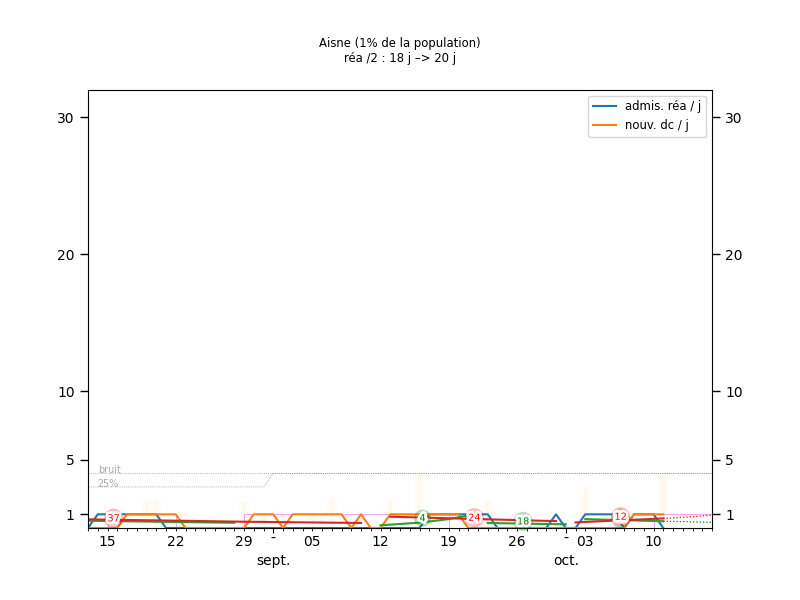 Aisne (1% de la population)
réa /2 : 18 j –> 20 j
admis. réa / j
nouv. dc / j
30 30
20 20
10 10
5 5
1 1
bruit
25%
37 4 24 18 12
15 22 29 - 05 12 19 26 - 03 10
sept. oct.